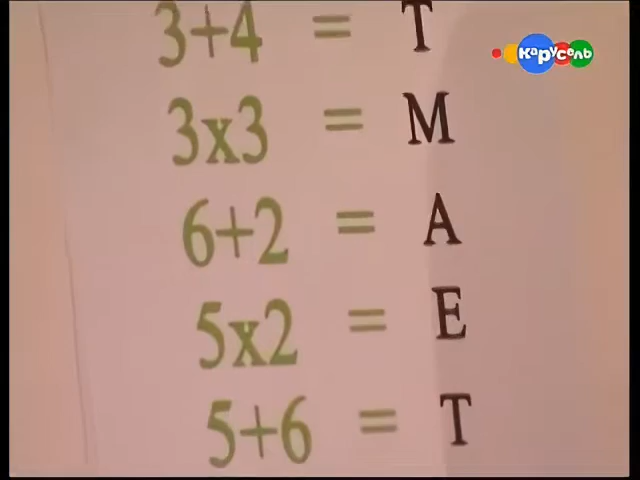 3+4 = T
карусель
3x3 = M
6+2 = A
5x2 = E
5+6 = T